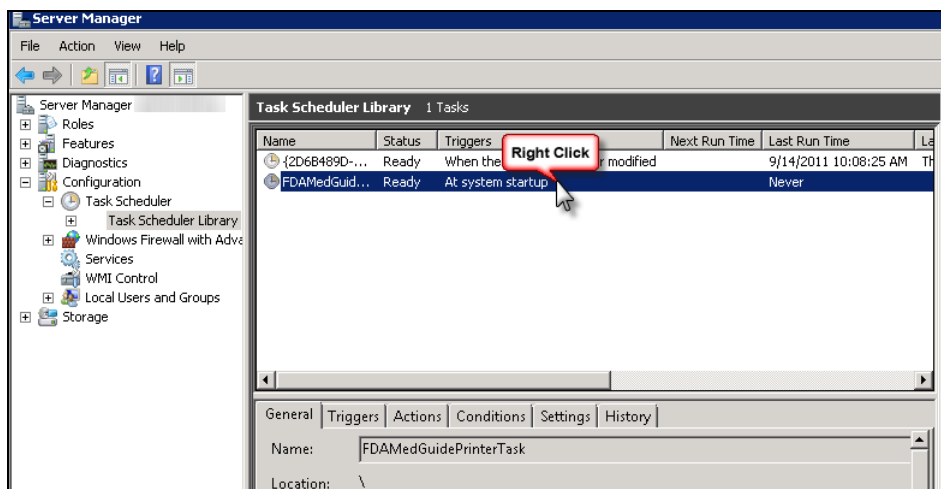 Server Manager
File Action View Help
Server Manager
Roles
Features
Diagnostics
Configuration
Task Scheduler
Task Scheduler Library
Windows Firewall with Adva
Services
WMI Control
Local Users and Groups
Storage
Task Scheduler Library 1 Tasks
Name Status Triggers Next Run Time Last Run Time La
{2D6B489D-... Ready When the r modified 9/14/2011 10:08:25 AM Th
FDAMedGuid... Ready At system startup Never
Right Click
General Triggers Actions Conditions Settings History
Name: FDAMedGuidePrinterTask
Location: \